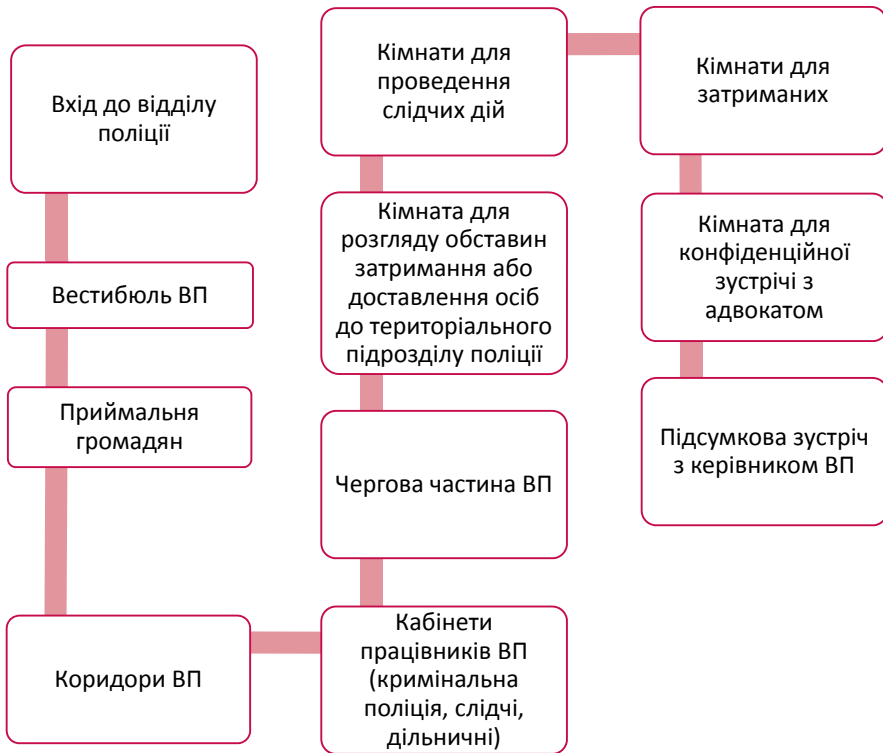 Вхід до відділу
поліції
Вестибюль ВП
Приймальня
громадян
Коридори ВП
Кабінети
працівників ВП
(кримінальна
поліція, слідчі,
дільничні)
Чергова частина ВП
Кімната для
розгляду обставин
затримання або
доставлення осіб
до територіального
підрозділу поліції
Кімнати для
проведення
слідчих дій
Кімнати для
затриманих
Кімната для
конфіденційної
зустрічі з
адвокатом
Підсумкова зустріч
з керівником ВП